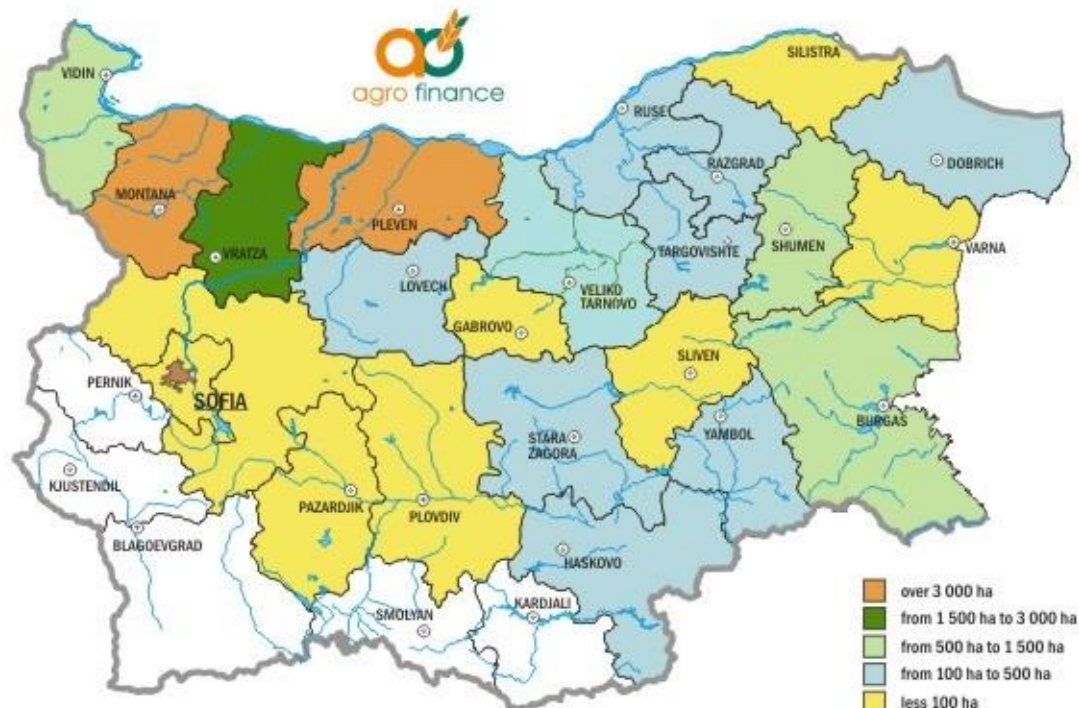 ao
agro finance
SILISTRA
VIDIN
RUSE
DOBRICH
RAZGRAD
MONTANA
PLEVEN
SHUMEN
VARNA
TARGOVISHTE
VRATZA
LOVECH
VELIKO
TARNOVO
GABROVO
SLIVEN
PERNIK
SOFIA
BURGAS
STARA
ZAGORA
YAMBOL
KJUSTENDIL
PAZARDJIK
PLOVDIV
BLAGOEVGRAD
HASKOVO
SMOLYAN
KARDJALI
over 3 000 ha
from 1 500 ha to 3 000 ha
from 500 ha to 1 500 ha
from 100 ha to 500 ha
less 100 ha